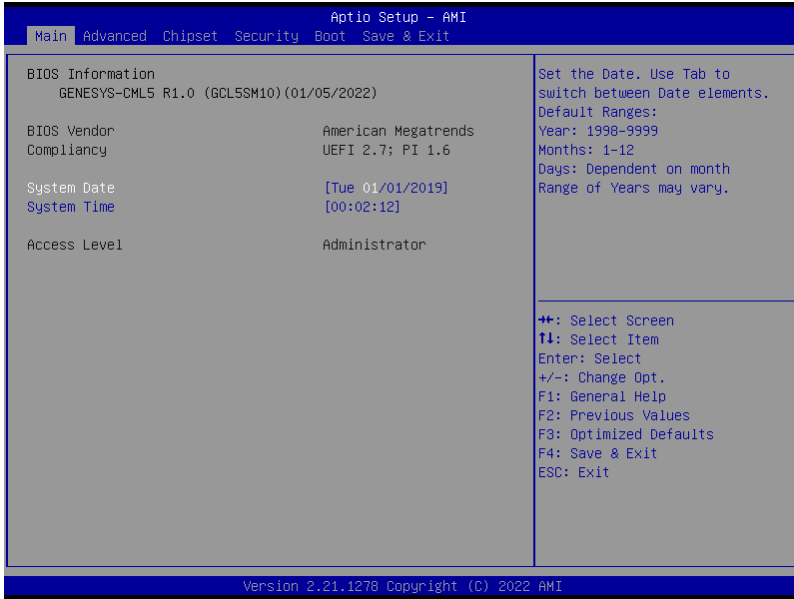 Aptio Setup – AMI
Main Advanced Chipset Security Boot Save & Exit
BIOS Information
GENESYS-CML5 R1.0 (GCL5SM10)(01/05/2022)
BIOS Vendor American Megatrends
Compliancy UEFI 2.7; PI 1.6
System Date [Tue 01/01/2019]
System Time [00:02:12]
Access Level Administrator
Set the Date. Use Tab to
switch between Date elements.
Default Ranges:
Year: 1998-9999
Months: 1-12
Days: Dependent on month
Range of Years may vary.
→←: Select Screen
↑↓: Select Item
Enter: Select
+/-: Change Opt.
F1: General Help
F2: Previous Values
F3: Optimized Defaults
F4: Save & Exit
ESC: Exit
Version 2.21.1278 Copyright (C) 2022 AMI